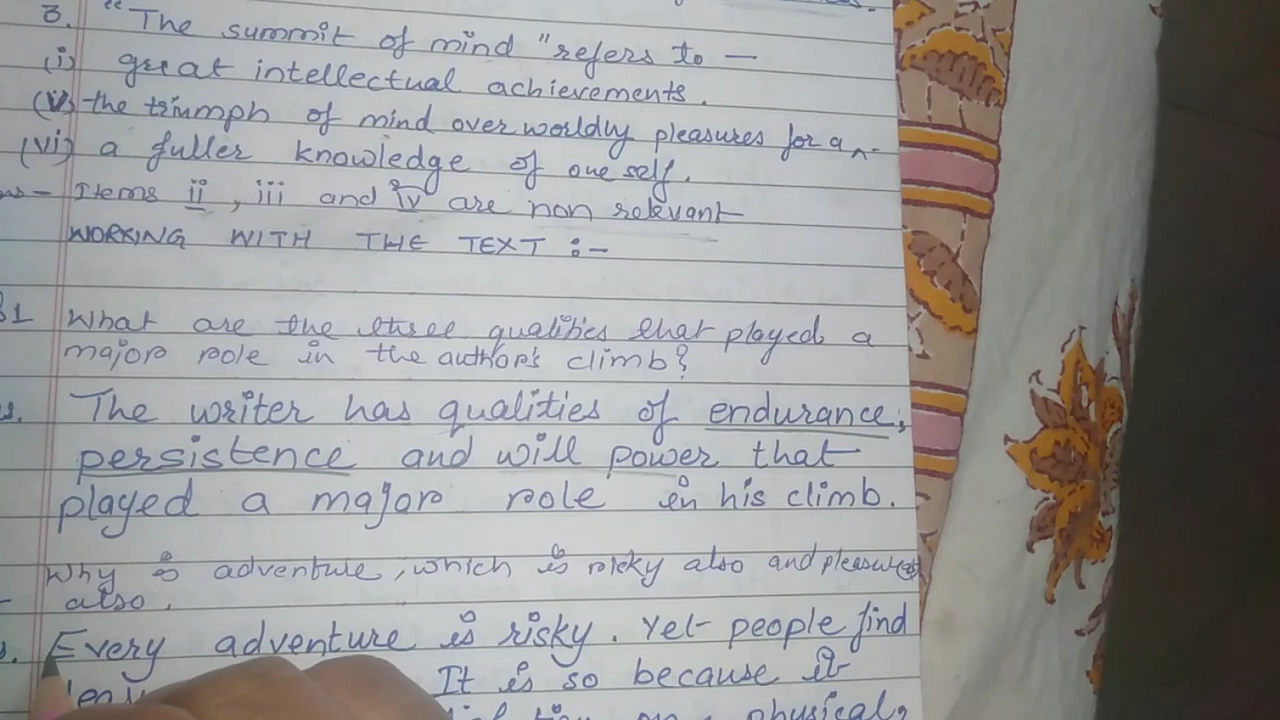 3. "The summit of mind" refers to —
(i) great intellectual achievements.
(v) the triumph of mind over worldly pleasures for a
(vi) a fuller knowledge of oneself.
Items ii, iii and iv are non relevant
WORKING WITH THE TEXT :-
1 What are the three qualities that played a
major role in the author's climb?
The writer has qualities of endurance,
persistence and will power that
played a major role in his climb.
Why is adventure, which is risky also and pleasure
also.
Every adventure is risky. Yet people find
It is so because it
physical,